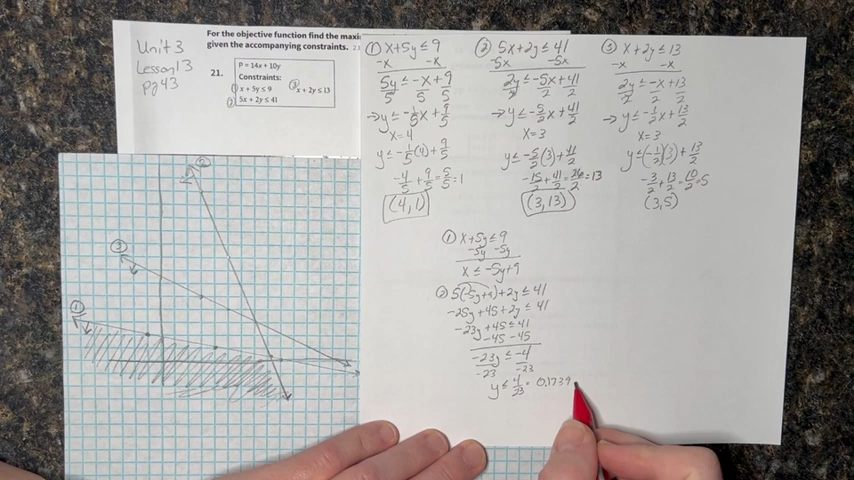 Unit 3
Lesson 13
pg 43
For the objective function find the maxi
given the accompanying constraints.
21.
P = 14x + 10y
Constraints:
① x + 5y ≤ 9
③ x + 2y ≤ 13
② 5x + 2y ≤ 41
① x+5y ≤ 9
-x -x
5y/5 ≤ -x/5 + 9/5
→ y ≤ -1/5x + 9/5
x = 4
y ≤ -1/5(4) + 9/5
-4/5 + 9/5 = 5/5 = 1
(4,1)
② 5x+2y ≤ 41
-5x -5x
2y/2 ≤ -5x/2 + 41/2
→ y ≤ -5/2x + 41/2
x = 3
y ≤ -5/2(3) + 41/2
-15/2 + 41/2 = 26/2 = 13
(3,13)
③ x+2y ≤ 13
-x -x
2y/2 ≤ -x/2 + 13/2
→ y ≤ -1/2x + 13/2
x = 3
y ≤ (-1/2)(3) + 13/2
-3/2 + 13/2 = 10/2 = 5
(3,5)
① x+5y ≤ 9
-5y -5y
x ≤ -5y+9
② 5(-5y+9)+2y ≤ 41
-25y+45+2y ≤ 41
-23y+45 ≤ 41
-45 -45
-23y/-23 ≤ -4/-23
y ≤ 4/23 = 0.1739
②
③
①